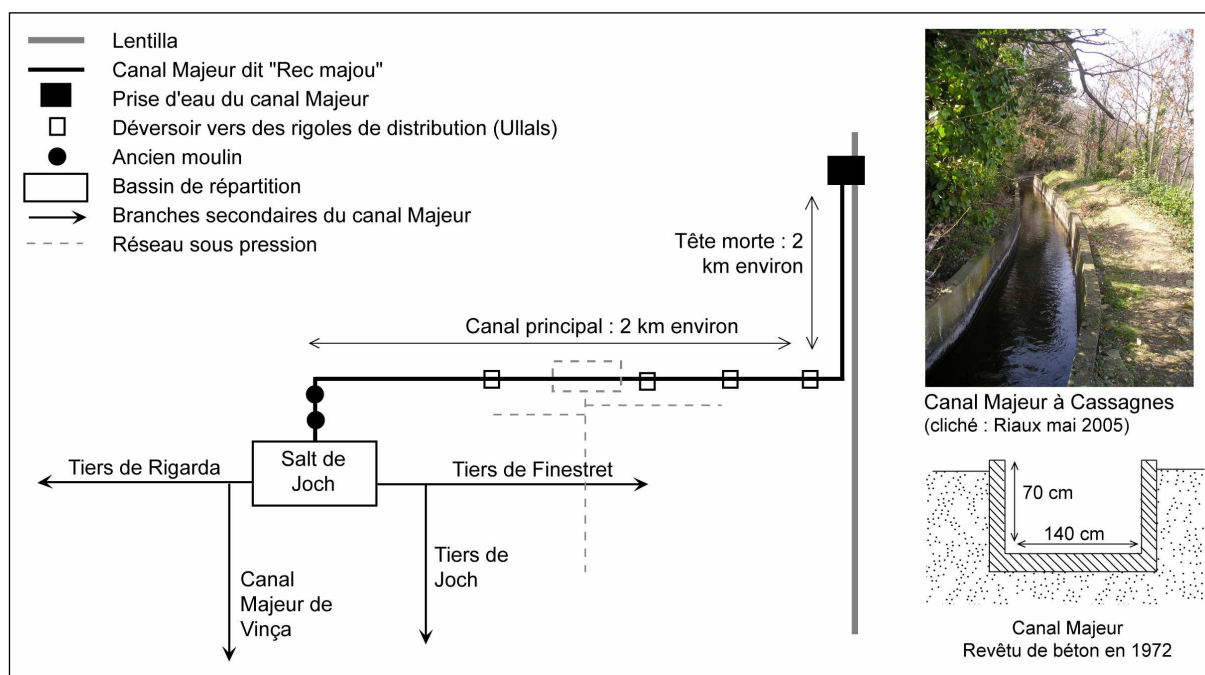 Lentilla
Canal Majeur dit "Rec majou"
Prise d'eau du canal Majeur
Déversoir vers des rigoles de distribution (Ullals)
Ancien moulin
Bassin de répartition
Branches secondaires du canal Majeur
Réseau sous pression
Tête morte : 2
km environ
Canal principal : 2 km environ
Tiers de Rigarda
Salt de
Joch
Tiers de Finestret
Canal
Majeur de
Vinça
Tiers de
Joch
Canal Majeur à Cassagnes
(cliché : Riaux mai 2005)
70 cm
140 cm
Canal Majeur
Revêtu de béton en 1972